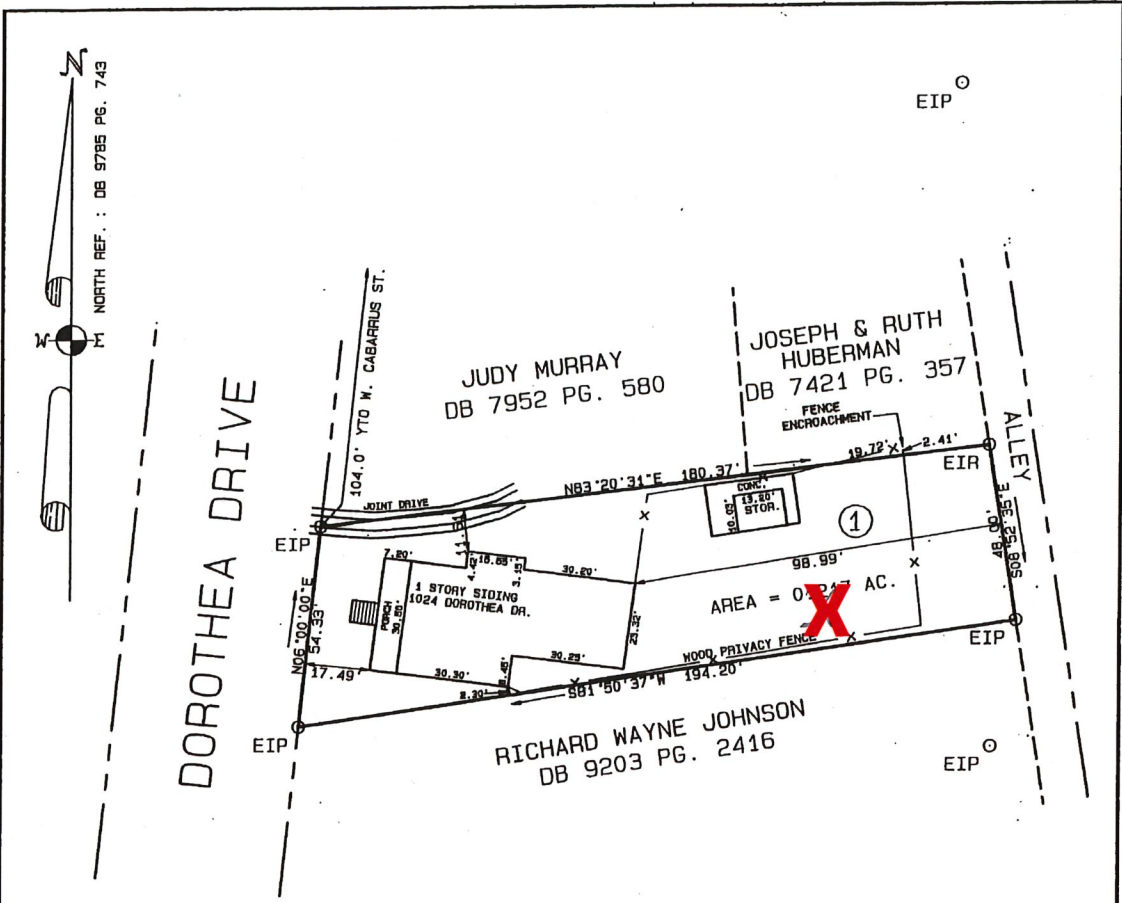 N
NORTH REF. : DB 9785 PG. 743
W E
EIP
104.0' YTO W. CABARRUS ST.
JUDY MURRAY
DB 7952 PG. 580
JOSEPH & RUTH
HUBERMAN
DB 7421 PG. 357
FENCE
ENCROACHMENT
DOROTHEA DRIVE
ALLEY
19.72'
2.41'
EIR
N83°20'31"E 180.37'
JOINT DRIVE
CONC.
13.20'
STOR.
10.09'
1
EIP
7.20'
4.42'
16.65'
3.15'
30.20'
98.99'
48.00'
S08°52'35"E
1 STORY SIDING
1024 DOROTHEA DR.
AREA = AC.
X
PORCH
30.50'
25.32'
N06°00'00"E
54.33'
EIP
WOOD PRIVACY FENCE
17.49'
30.30'
30.25'
S81°50'37"W 194.20'
EIP
RICHARD WAYNE JOHNSON
DB 9203 PG. 2416
EIP